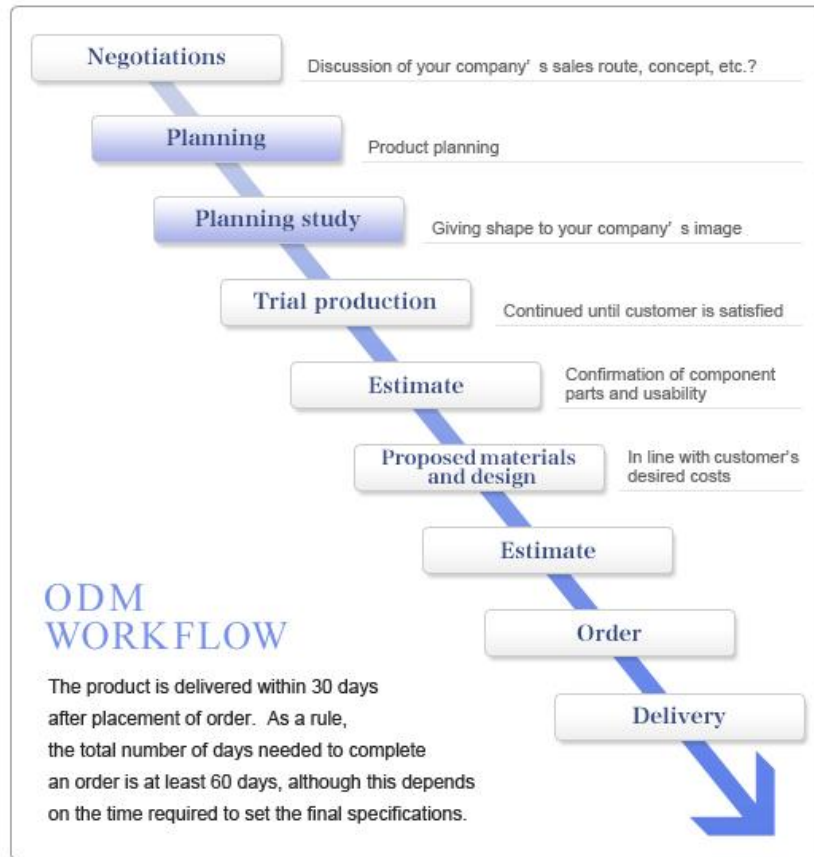 Negotiations
Discussion of your company’ s sales route, concept, etc.?
Planning
Product planning
Planning study
Giving shape to your company’ s image
Trial production
Continued until customer is satisfied
Estimate
Confirmation of component
parts and usability
Proposed materials
and design
In line with customer’s
desired costs
Estimate
Order
Delivery
ODM
WORKFLOW
The product is delivered within 30 days
after placement of order. As a rule,
the total number of days needed to complete
an order is at least 60 days, although this depends
on the time required to set the final specifications.